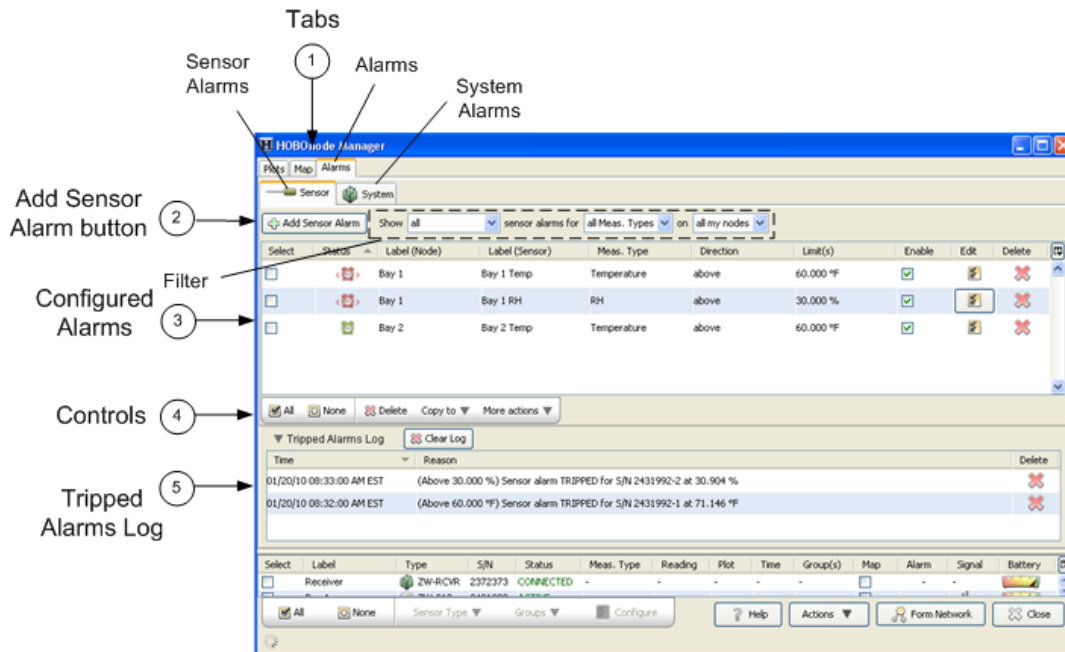 Tabs
1
Sensor Alarms
Alarms
System Alarms
HOBOnode Manager
Plots Map Alarms
Sensor System
Add Sensor Alarm button
2
Add Sensor Alarm Show all sensor alarms for all Meas. Types on all my nodes
Select Status Label (Node) Label (Sensor) Meas. Type Direction Limit(s) Enable Edit Delete
Filter
Bay 1 Bay 1 Temp Temperature above 60.000 °F
Configured Alarms
3
Bay 1 Bay 1 RH RH above 30.000 %
Bay 2 Bay 2 Temp Temperature above 60.000 °F
Controls
4
All None Delete Copy to More actions
Tripped Alarms Log Clear Log
Time Reason Delete
5
01/20/10 08:33:00 AM EST (Above 30.000 %) Sensor alarm TRIPPED for S/N 2431992-2 at 30.904 %
Tripped Alarms Log
01/20/10 08:32:00 AM EST (Above 60.000 °F) Sensor alarm TRIPPED for S/N 2431992-1 at 71.146 °F
Select Label Type S/N Status Meas. Type Reading Plot Time Group(s) Map Alarm Signal Battery
Receiver ZW-RCVR 2372373 CONNECTED - - - - - - -
All None Sensor Type Groups Configure Help Actions Form Network Close